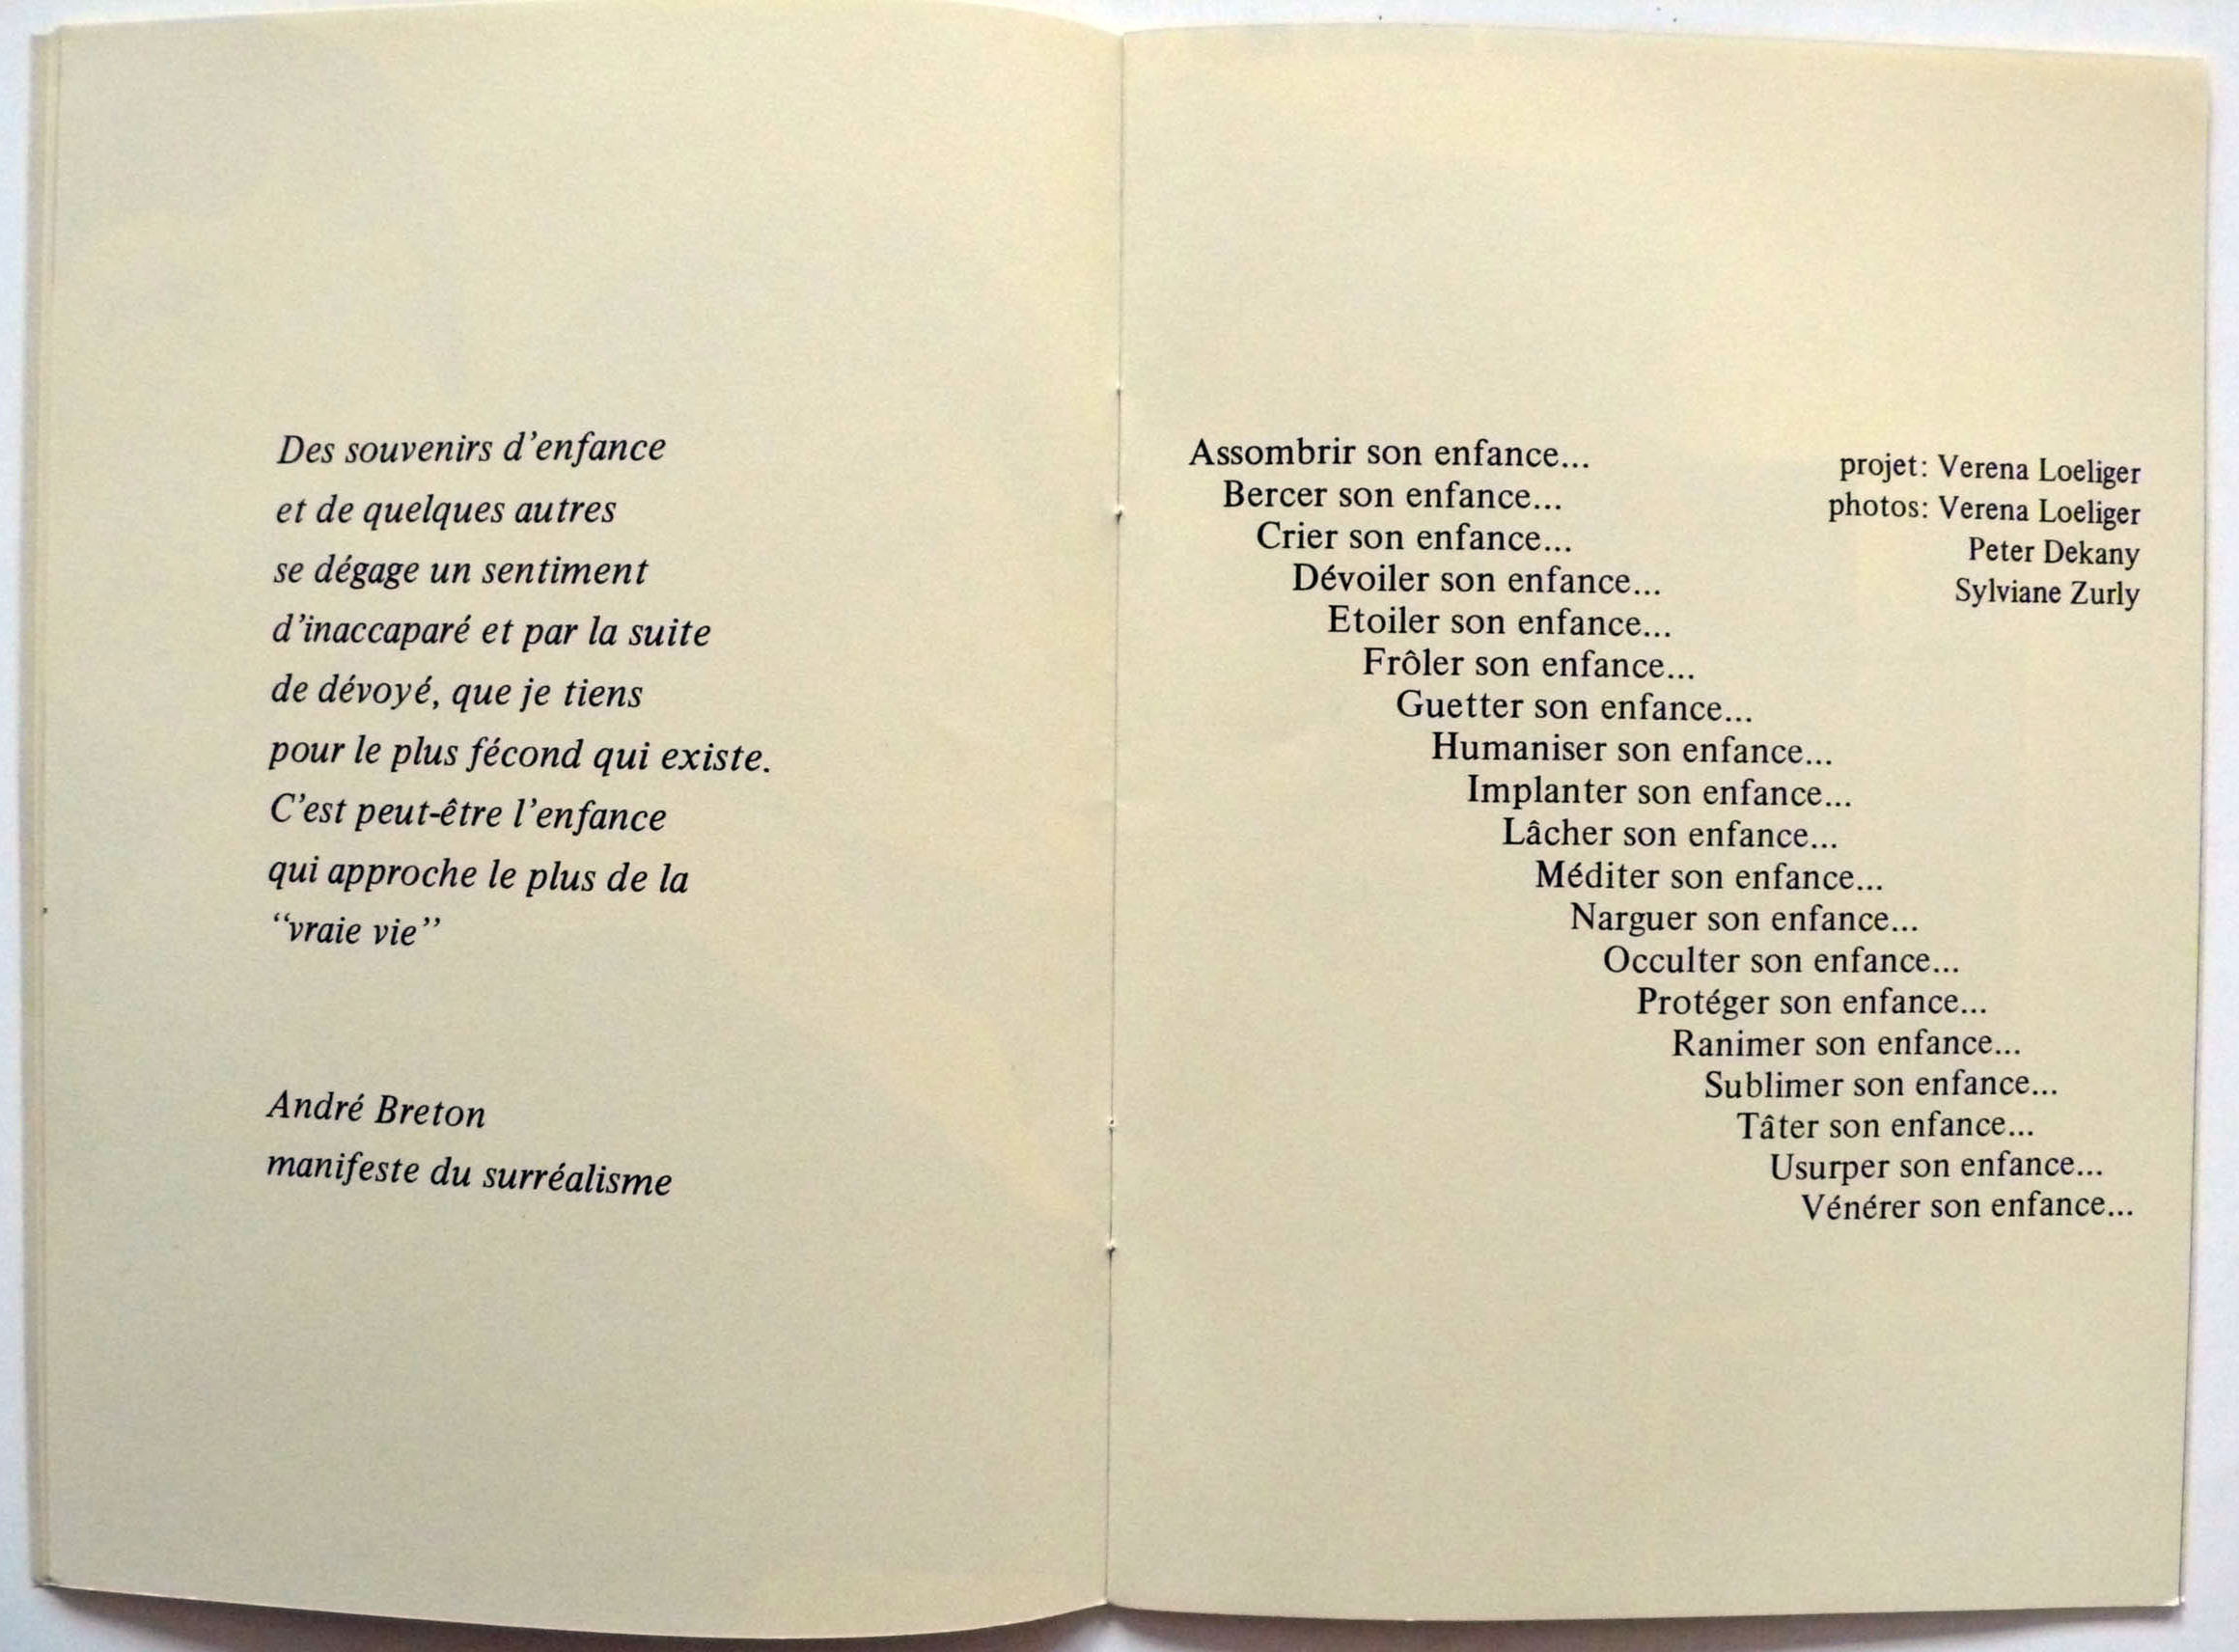 Des souvenirs d'enfance
et de quelques autres
se dégage un sentiment
d'inaccaparé et par la suite
de dévoyé, que je tiens
pour le plus fécond qui existe.
C'est peut-être l'enfance
qui approche le plus de la
“vraie vie”
André Breton
manifeste du surréalisme
Assombrir son enfance...
Bercer son enfance...
Crier son enfance...
Dévoiler son enfance...
Etoiler son enfance...
Frôler son enfance...
Guetter son enfance...
Humaniser son enfance...
Implanter son enfance...
Lâcher son enfance...
Méditer son enfance...
Narguer son enfance...
Occulter son enfance...
Protéger son enfance...
Ranimer son enfance...
Sublimer son enfance...
Tâter son enfance...
Usurper son enfance...
Vénérer son enfance...
projet: Verena Loeliger
photos: Verena Loeliger
Peter Dekany
Sylviane Zurly